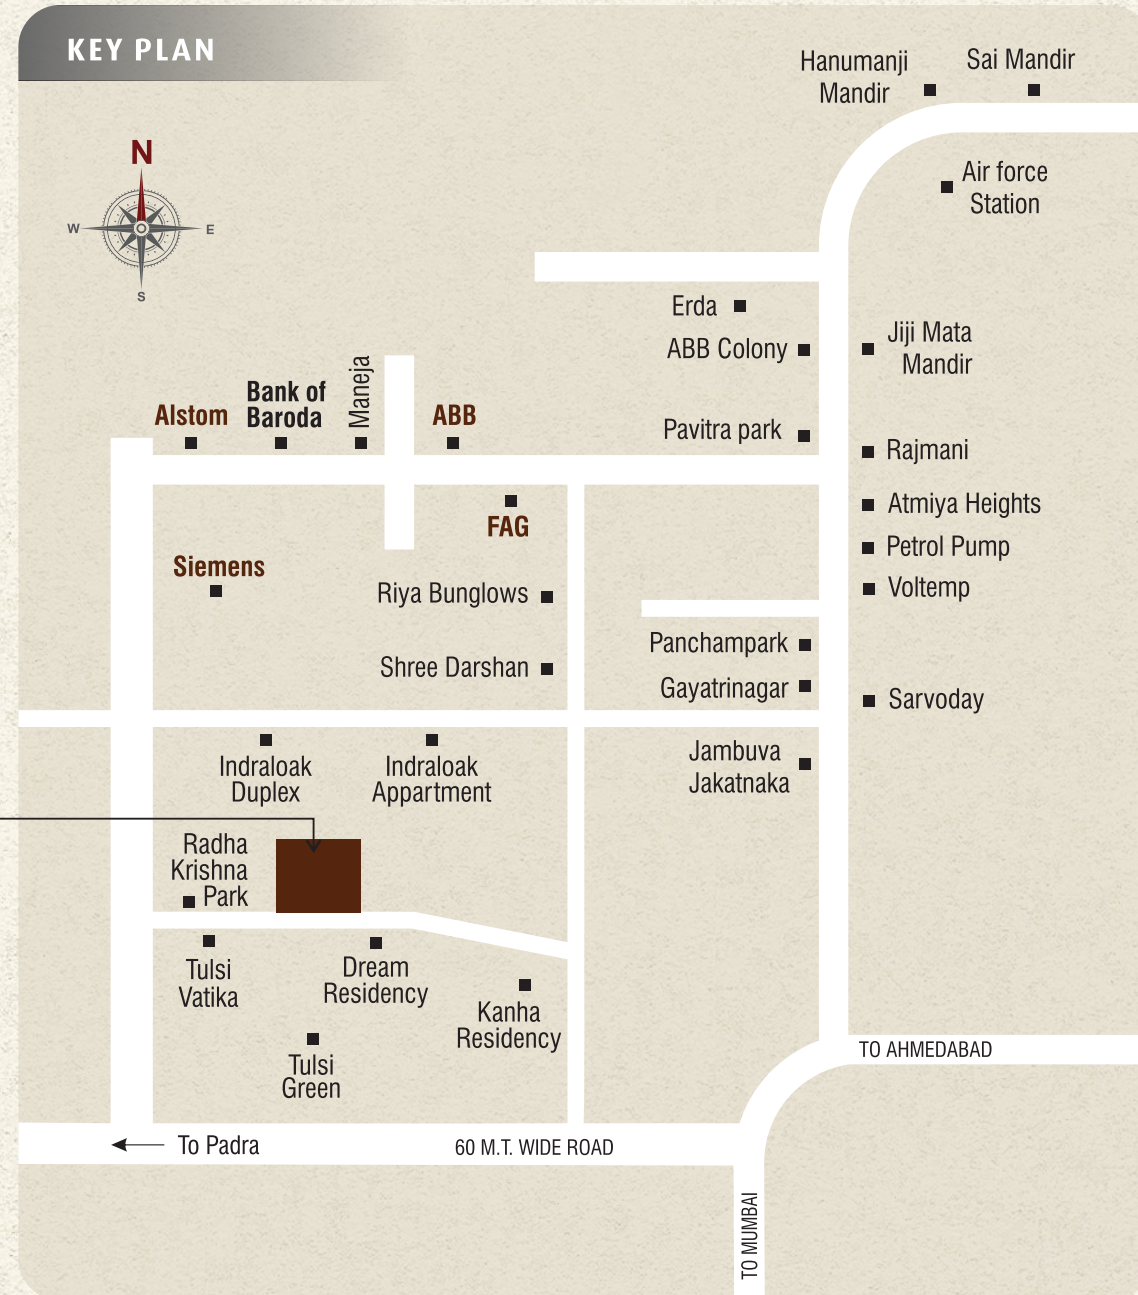 KEY PLAN
Hanumanji
Mandir
Sai Mandir
N
W
E
S
Air force
Station
Erda
ABB Colony
Jiji Mata
Mandir
Alstom
Bank of
Baroda
Maneja
ABB
Pavitra park
Rajmani
FAG
Atmiya Heights
Petrol Pump
Siemens
Riya Bunglows
Voltemp
Shree Darshan
Panchampark
Gayatrinagar
Sarvoday
Indraloak
Duplex
Indraloak
Appartment
Jambuva
Jakatnaka
Radha
Krishna
Park
Tulsi
Vatika
Dream
Residency
Kanha
Residency
Tulsi
Green
TO AHMEDABAD
To Padra
60 M.T. WIDE ROAD
TO MUMBAI